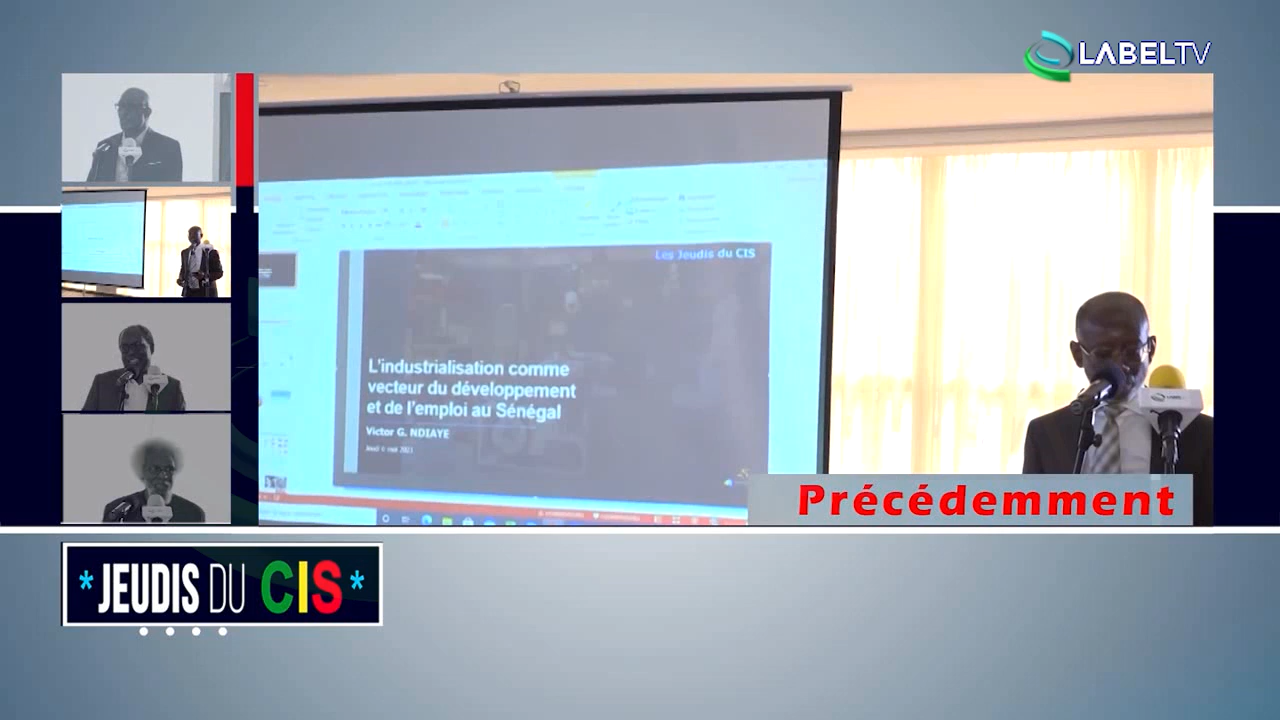 LABELTV
Les Jeudis du CIS
L'industrialisation comme
vecteur du développement
et de l'emploi au Sénégal
Victor G. NDIAYE
LABEL
Précédemment
*JEUDIS DU CIS*